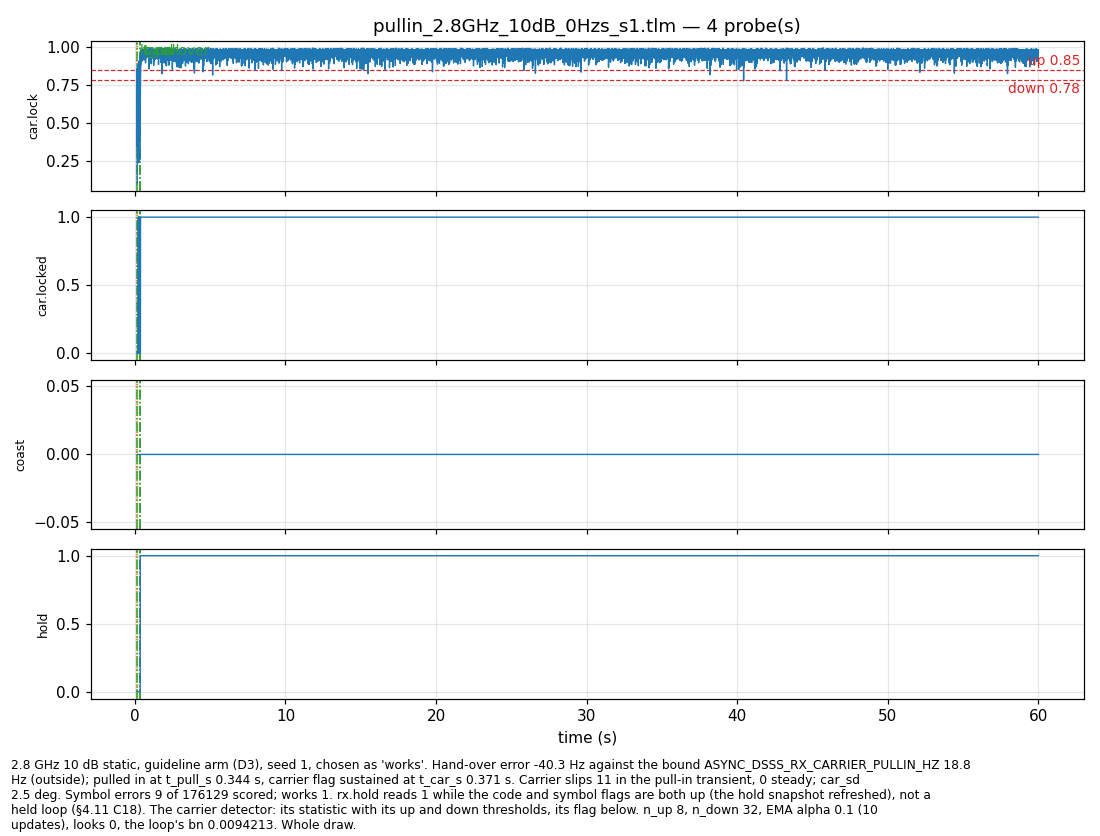 pullin_2.8GHz_10dB_0Hzs_s1.tlm — 4 probe(s)
1.00
0.75
0.50
0.25
car.lock
up 0.85
down 0.78
1.0
0.5
0.0
car.locked
0.05
0.00
−0.05
coast
1.0
0.5
0.0
hold
0
10
20
30
40
50
60
time (s)
2.8 GHz 10 dB static, guideline arm (D3), seed 1, chosen as 'works'. Hand-over error -40.3 Hz against the bound ASYNC_DSSS_RX_CARRIER_PULLIN_HZ 18.8
Hz (outside); pulled in at t_pull_s 0.344 s, carrier flag sustained at t_car_s 0.371 s. Carrier slips 11 in the pull-in transient, 0 steady; car_sd
2.5 deg. Symbol errors 9 of 176129 scored; works 1. rx.hold reads 1 while the code and symbol flags are both up (the hold snapshot refreshed), not a
held loop (§4.11 C18). The carrier detector: its statistic with its up and down thresholds, its flag below. n_up 8, n_down 32, EMA alpha 0.1 (10
updates), looks 0, the loop's bn 0.0094213. Whole draw.